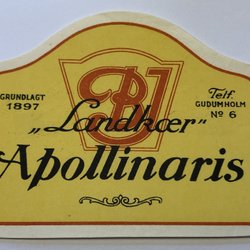 GRUNDLAGT
1897
Telf.
GUDUMHOLM
No 6
„Landkær"
Apollinaris